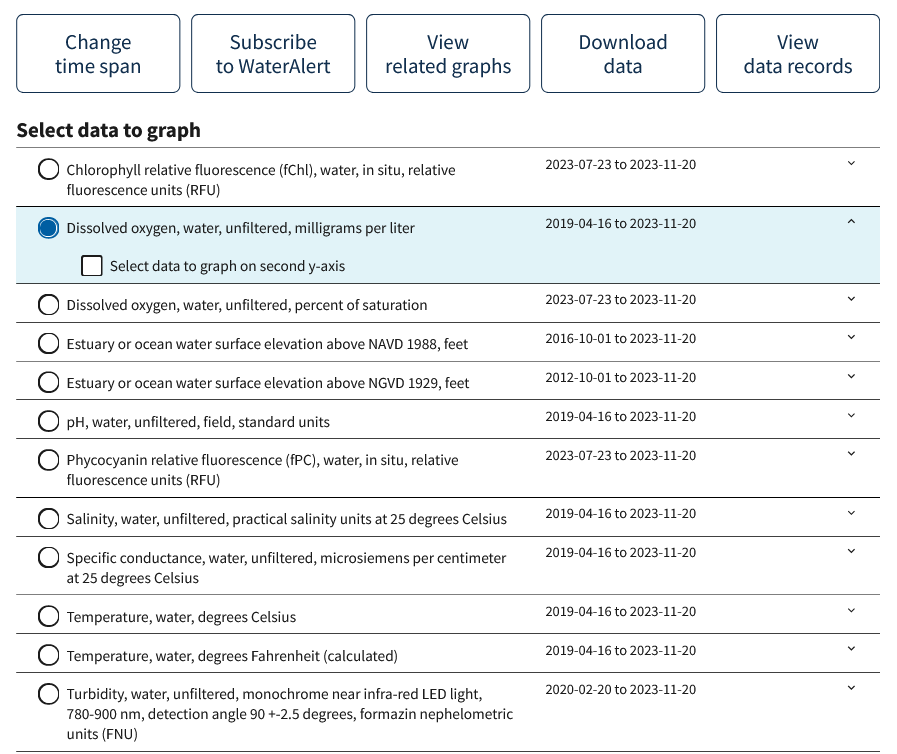 Change
time span
Subscribe
to WaterAlert
View
related graphs
Download
data
View
data records
Select data to graph
Chlorophyll relative fluorescence (fChl), water, in situ, relative
fluorescence units (RFU)
2023-07-23 to 2023-11-20
Dissolved oxygen, water, unfiltered, milligrams per liter
2019-04-16 to 2023-11-20
Select data to graph on second y-axis
Dissolved oxygen, water, unfiltered, percent of saturation
2023-07-23 to 2023-11-20
Estuary or ocean water surface elevation above NAVD 1988, feet
2016-10-01 to 2023-11-20
Estuary or ocean water surface elevation above NGVD 1929, feet
2012-10-01 to 2023-11-20
pH, water, unfiltered, field, standard units
2019-04-16 to 2023-11-20
Phycocyanin relative fluorescence (fPC), water, in situ, relative
fluorescence units (RFU)
2023-07-23 to 2023-11-20
Salinity, water, unfiltered, practical salinity units at 25 degrees Celsius
2019-04-16 to 2023-11-20
Specific conductance, water, unfiltered, microsiemens per centimeter
at 25 degrees Celsius
2019-04-16 to 2023-11-20
Temperature, water, degrees Celsius
2019-04-16 to 2023-11-20
Temperature, water, degrees Fahrenheit (calculated)
2019-04-16 to 2023-11-20
Turbidity, water, unfiltered, monochrome near infra-red LED light,
780-900 nm, detection angle 90 +-2.5 degrees, formazin nephelometric
units (FNU)
2020-02-20 to 2023-11-20